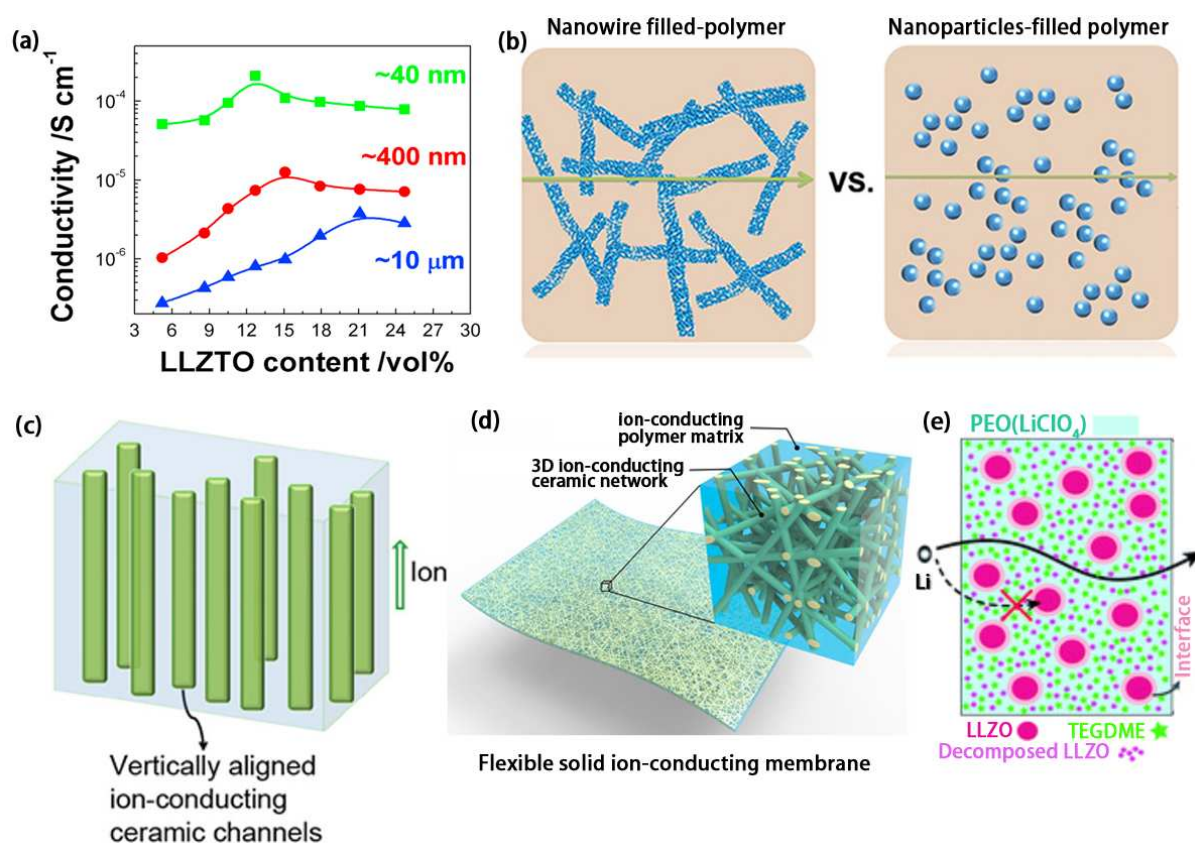 (a)
~40 nm
~400 nm
~10 μm
10⁻⁴
10⁻⁵
10⁻⁶
Conductivity /S cm⁻¹
3 6 9 12 15 18 21 24 27 30
LLZTO content /vol%
(b)
Nanowire filled-polymer
VS.
Nanoparticles-filled polymer
(c)
Ion
Vertically aligned
ion-conducting
ceramic channels
(d)
ion-conducting
polymer matrix
3D ion-conducting
ceramic network
Flexible solid ion-conducting membrane
(e)
PEO(LiClO₄)
Li
Interface
LLZO
TEGDME
Decomposed LLZO